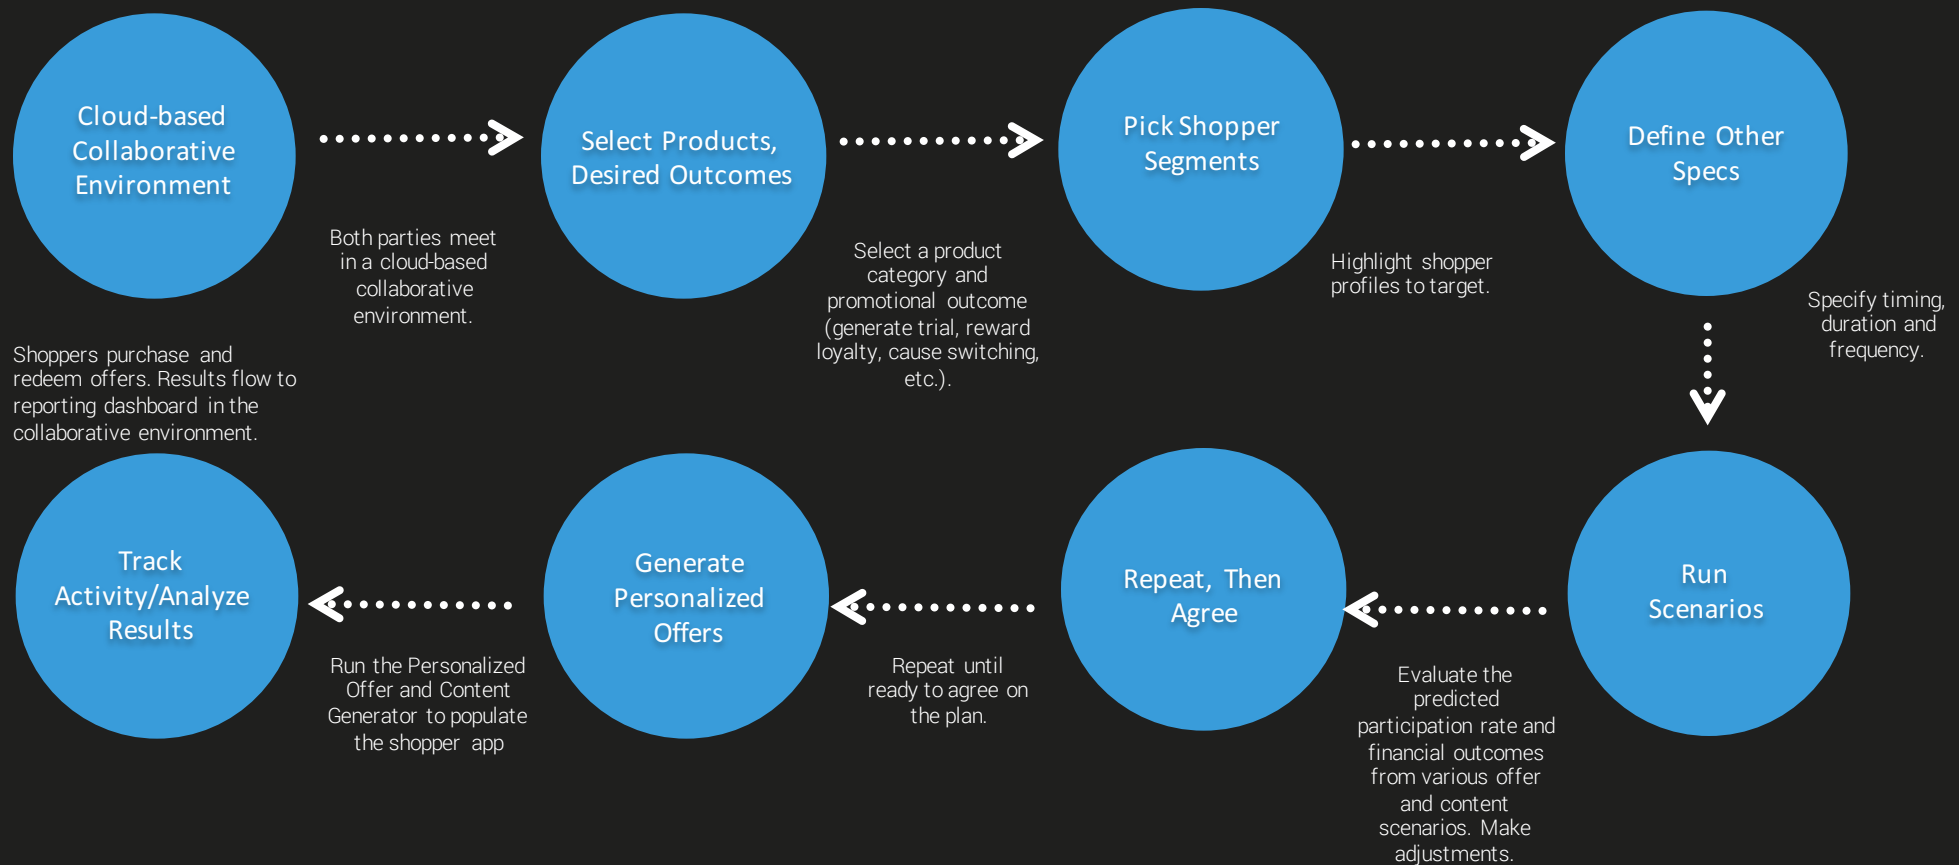 Cloud-based
Collaborative
Environment
Both parties meet
in a cloud-based
collaborative
environment.
Select Products,
Desired Outcomes
Select a product
category and
promotional outcome
(generate trial, reward
loyalty, cause switching,
etc.).
Pick Shopper
Segments
Highlight shopper
profiles to target.
Define Other
Specs
Specify timing,
duration and
frequency.
Run
Scenarios
Evaluate the
predicted
participation rate and
financial outcomes
from various offer
and content
scenarios. Make
adjustments.
Repeat, Then
Agree
Repeat until
ready to agree on
the plan.
Generate
Personalized
Offers
Run the Personalized
Offer and Content
Generator to populate
the shopper app
Track
Activity/Analyze
Results
Shoppers purchase and
redeem offers. Results flow to
reporting dashboard in the
collaborative environment.